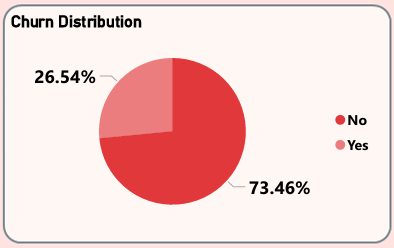 Churn Distribution
26.54%
No
Yes
73.46%